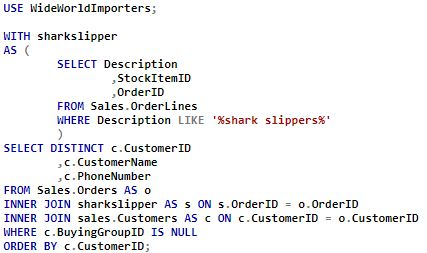 USE WideWorldImporters;
WITH sharkslipper
AS (
SELECT Description
,StockItemID
,OrderID
FROM Sales.OrderLines
WHERE Description LIKE '%shark slippers%'
)
SELECT DISTINCT c.CustomerID
,c.CustomerName
,c.PhoneNumber
FROM Sales.Orders AS o
INNER JOIN sharkslipper AS s ON s.OrderID = o.OrderID
INNER JOIN sales.Customers AS c ON c.CustomerID = o.CustomerID
WHERE c.BuyingGroupID IS NULL
ORDER BY c.CustomerID;